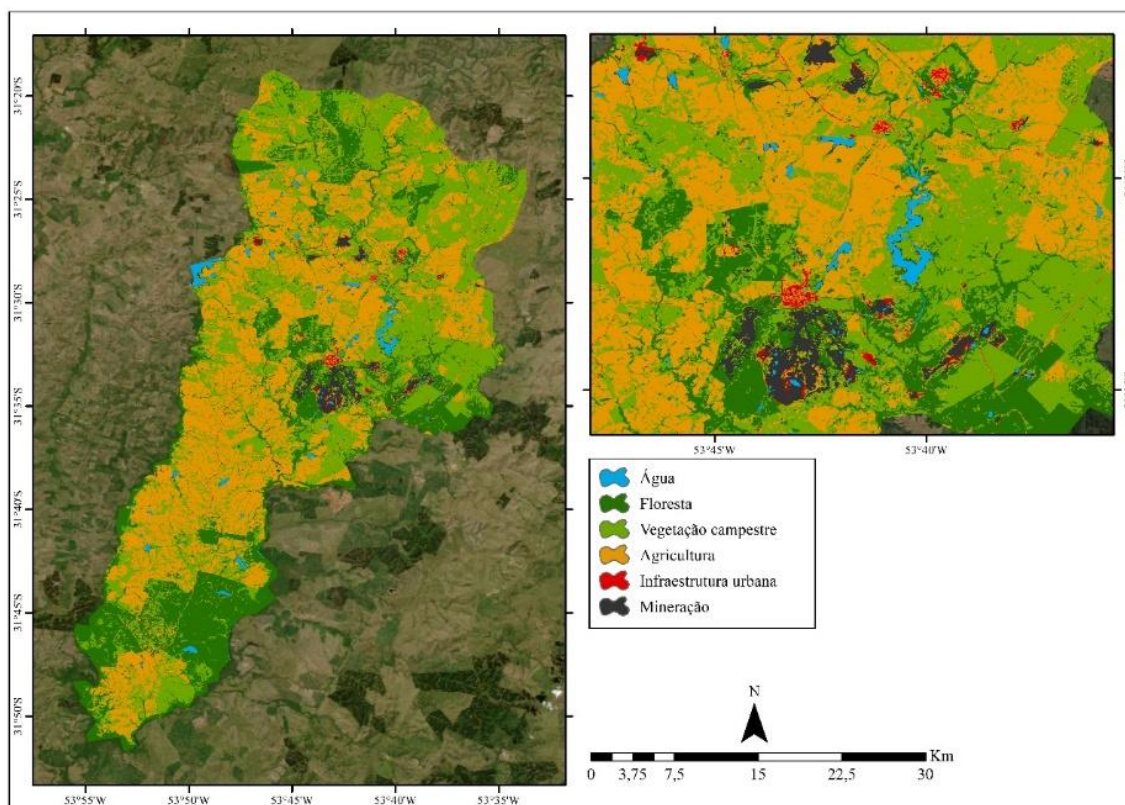 31°20'S
31°25'S
31°30'S
31°35'S
31°40'S
31°45'S
31°50'S
53°55'W 53°50'W 53°45'W 53°40'W 53°35'W
53°45'W 53°40'W
Água
Floresta
Vegetação campestre
Agricultura
Infraestrutura urbana
Mineração
N
Km
0 3,75 7,5 15 22,5 30